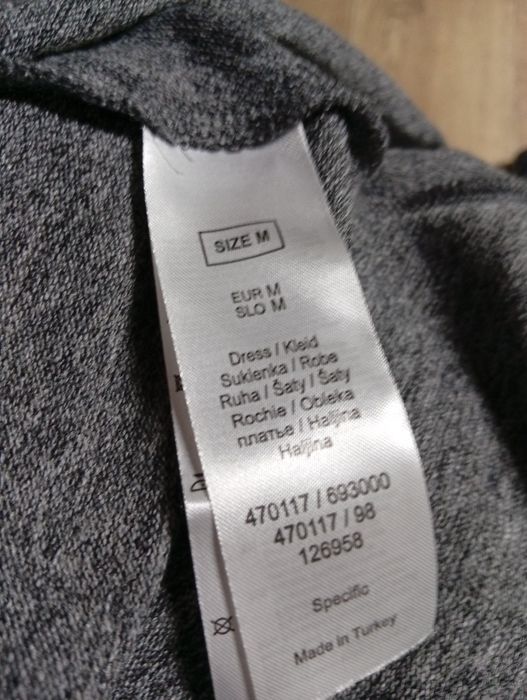 SIZE M
EUR M
SLO M
Dress / Kleid
Sukienka / Robe
Ruha / Šaty / Šaty
Rochie / Obleka
платье / Haljina
Haljina
470117 / 693000
470117 / 98
126958
Specific
Made in Turkey